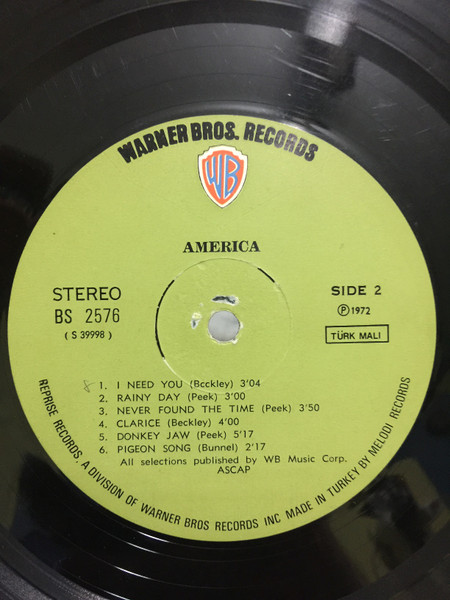 WARNER BROS. RECORDS
WB
AMERICA
STEREO
BS 2576
( S 39998 )
SIDE 2
Ⓟ 1972
TÜRK MALI
8
1. I NEED YOU (Bcckley) 3'04
2. RAINY DAY (Peek) 3'00
3. NEVER FOUND THE TIME (Peek) 3'50
4. CLARICE (Beckley) 4'00
5. DONKEY JAW (Peek) 5'17
6. PIGEON SONG (Bunnel) 2'17
All selections published by WB Music Corp.
ASCAP
REPRISE RECORDS. A DIVISION OF WARNER BROS RECORDS INC MADE IN TURKEY BY MELODI RECORDS